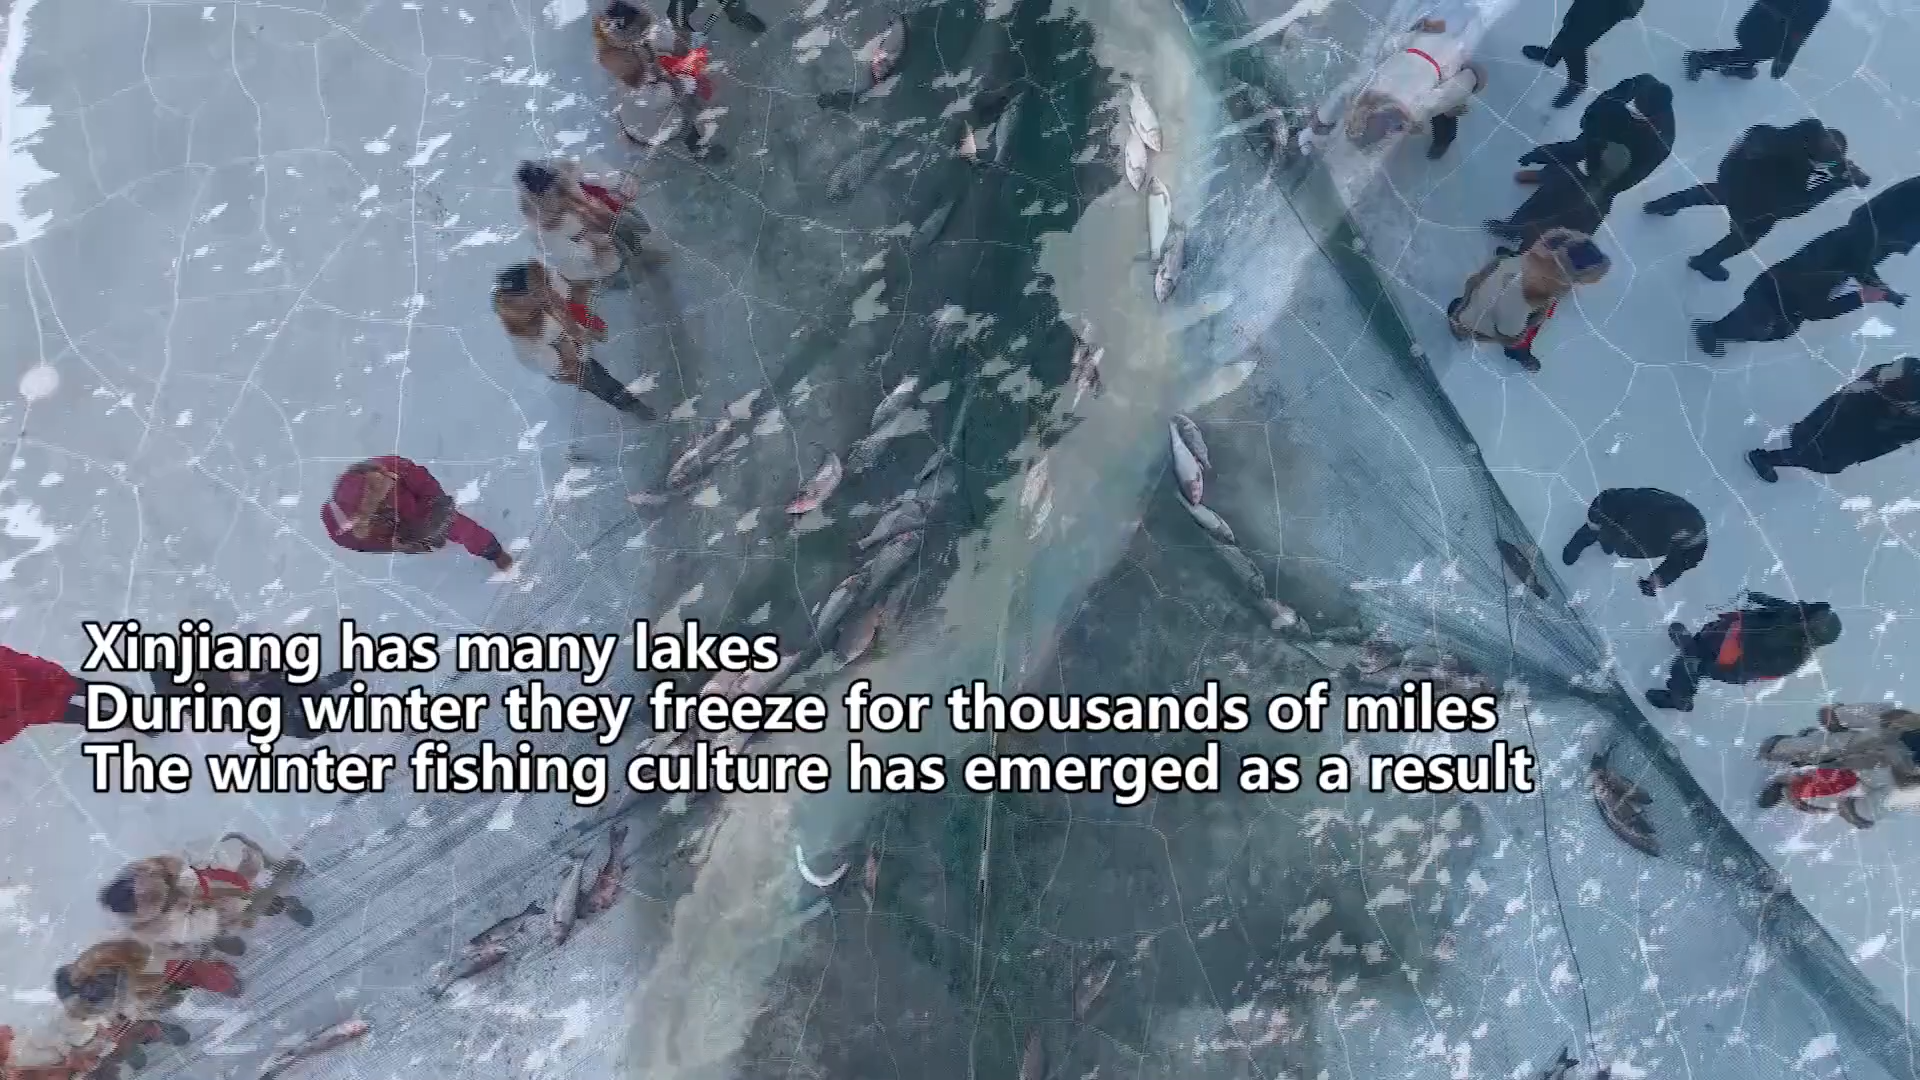 Xinjiang has many lakes
During winter they freeze for thousands of miles
The winter fishing culture has emerged as a result